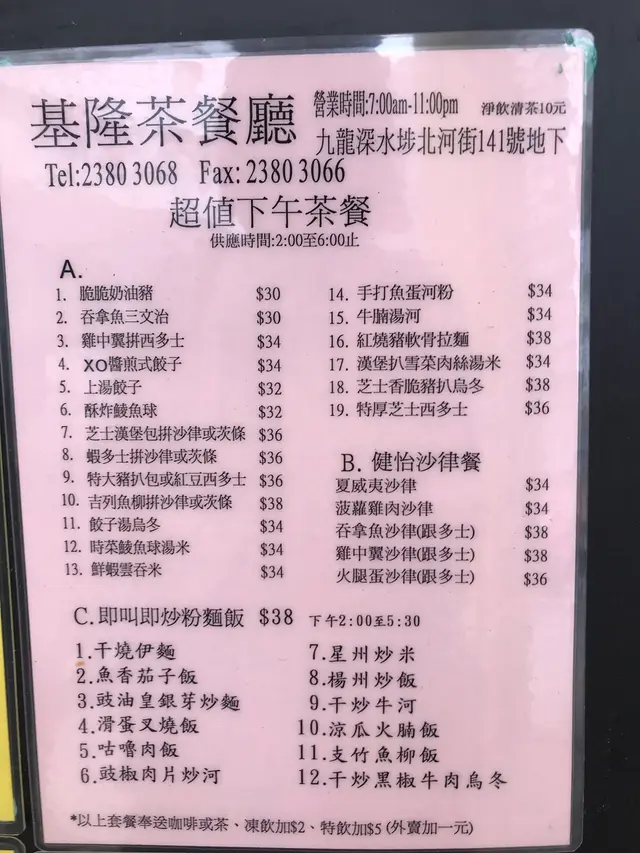 基隆茶餐廳
營業時間:7:00am-11:00pm 淨飲清茶10元
九龍深水埗北河街141號地下
Tel:2380 3068 Fax: 2380 3066
超值下午茶餐
供應時間:2:00至6:00止
A.
1. 脆脆奶油豬 $30
2. 吞拿魚三文治 $30
3. 雞中翼拼西多士 $34
4. XO醬煎式餃子 $34
5. 上湯餃子 $32
6. 酥炸鯪魚球 $32
7. 芝士漢堡包拼沙律或茨條 $36
8. 蝦多士拼沙律或茨條 $36
9. 特大豬扒包或紅豆西多士 $36
10. 吉列魚柳拼沙律或茨條 $38
11. 餃子湯烏冬 $34
12. 時菜鯪魚球湯米 $34
13. 鮮蝦雲吞米 $34
14. 手打魚蛋河粉 $34
15. 牛腩湯河 $34
16. 紅燒豬軟骨拉麵 $38
17. 漢堡扒雪菜肉絲湯米 $34
18. 芝士香脆豬扒烏冬 $38
19. 特厚芝士西多士 $36
B. 健怡沙律餐
夏威夷沙律 $34
菠蘿雞肉沙律 $34
吞拿魚沙律(跟多士) $38
雞中翼沙律(跟多士) $38
火腿蛋沙律(跟多士) $36
C.即叫即炒粉麵飯 $38 下午2:00至5:30
1.干燒伊麵
2.魚香茄子飯
3.豉油皇銀芽炒麵
4.滑蛋叉燒飯
5.咕嚕肉飯
6.豉椒肉片炒河
7.星州炒米
8.楊州炒飯
9.干炒牛河
10.涼瓜火腩飯
11.支竹魚柳飯
12.干炒黑椒牛肉烏冬
*以上套餐奉送咖啡或茶、凍飲加$2、特飲加$5 (外賣加一元)